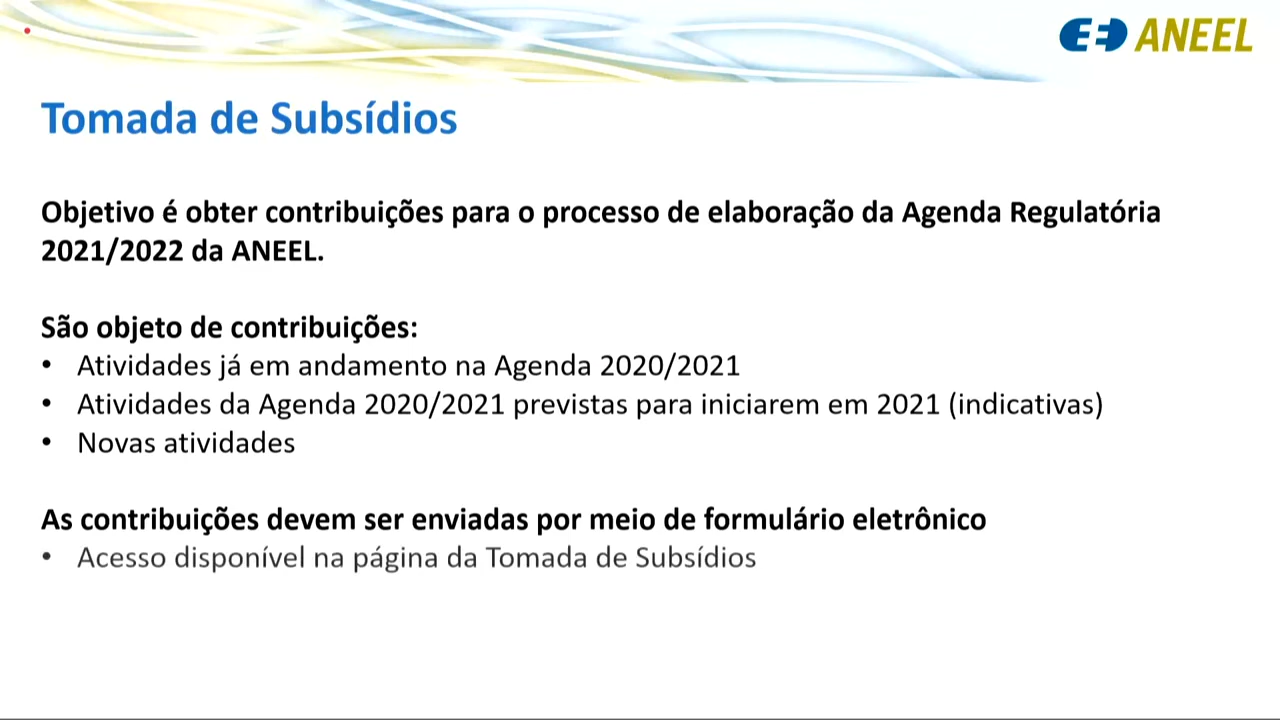 ANEEL
Tomada de Subsídios
Objetivo é obter contribuições para o processo de elaboração da Agenda Regulatória
2021/2022 da ANEEL.
São objeto de contribuições:
• Atividades já em andamento na Agenda 2020/2021
• Atividades da Agenda 2020/2021 previstas para iniciarem em 2021 (indicativas)
• Novas atividades
As contribuições devem ser enviadas por meio de formulário eletrônico
• Acesso disponível na página da Tomada de Subsídios